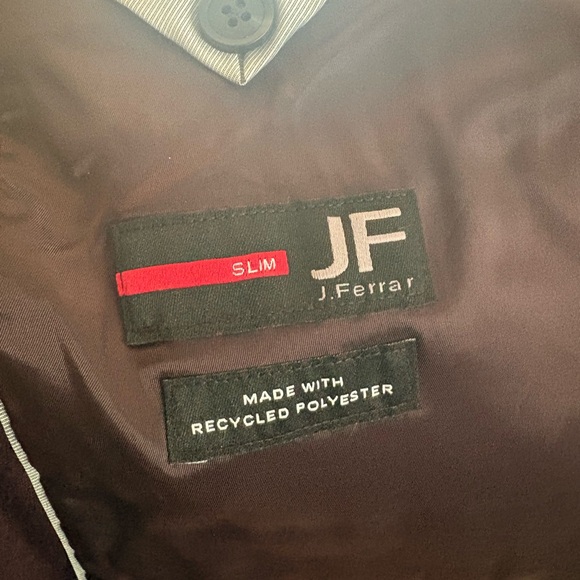 SLIM
JF
J.Ferrar
MADE WITH
RECYCLED POLYESTER